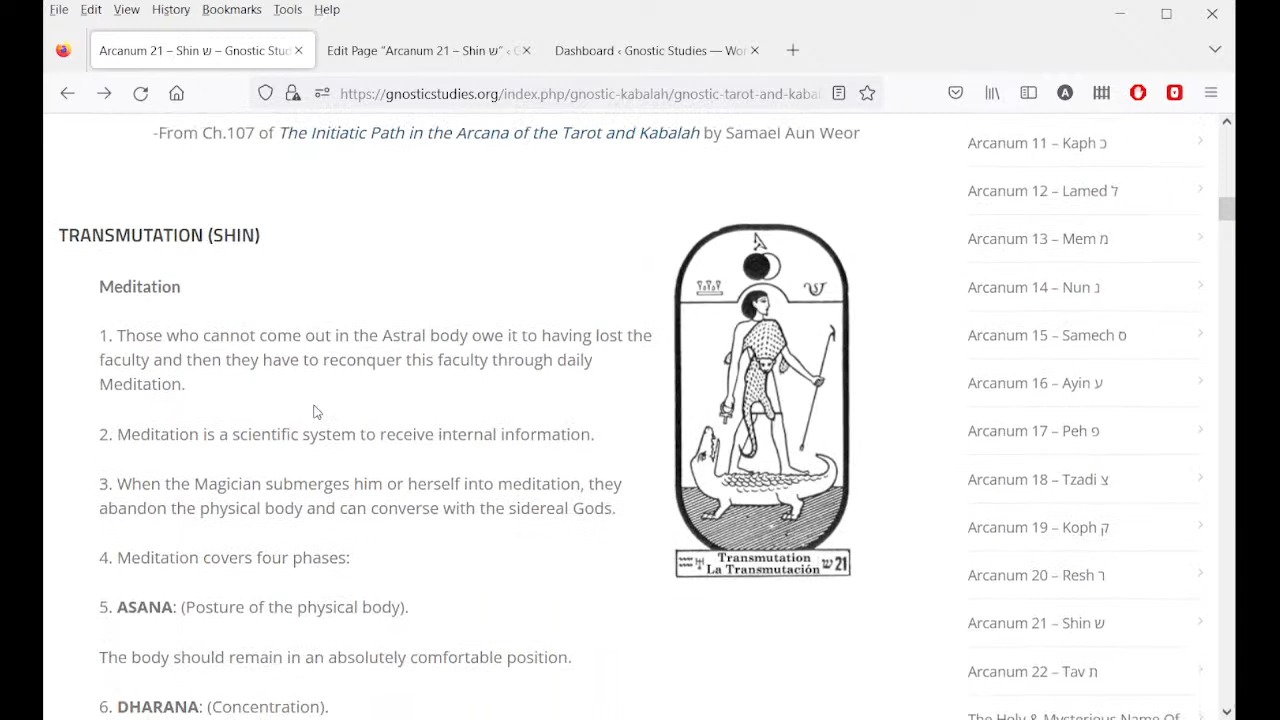 File Edit View History Bookmarks Tools Help
Arcanum 21 – Shin ש – Gnostic Stud
Edit Page "Arcanum 21 – Shin ש" ‹ G
Dashboard ‹ Gnostic Studies — Wor
https://gnosticstudies.org/index.php/gnostic-kabalah/gnostic-tarot-and-kaba
-From Ch.107 of The Initiatic Path in the Arcana of the Tarot and Kabalah by Samael Aun Weor
TRANSMUTATION (SHIN)
Meditation
1. Those who cannot come out in the Astral body owe it to having lost the
faculty and then they have to reconquer this faculty through daily
Meditation.
2. Meditation is a scientific system to receive internal information.
3. When the Magician submerges him or herself into meditation, they
abandon the physical body and can converse with the sidereal Gods.
4. Meditation covers four phases:
5. ASANA: (Posture of the physical body).
The body should remain in an absolutely comfortable position.
6. DHARANA: (Concentration).
Transmutation
La Transmutación ש 21
Arcanum 11 – Kaph כ
Arcanum 12 – Lamed ל
Arcanum 13 – Mem מ
Arcanum 14 – Nun נ
Arcanum 15 – Samech ס
Arcanum 16 – Ayin ע
Arcanum 17 – Peh פ
Arcanum 18 – Tzadi צ
Arcanum 19 – Koph ק
Arcanum 20 – Resh ר
Arcanum 21 – Shin ש
Arcanum 22 – Tav ת
The Holy & Mysterious Name Of